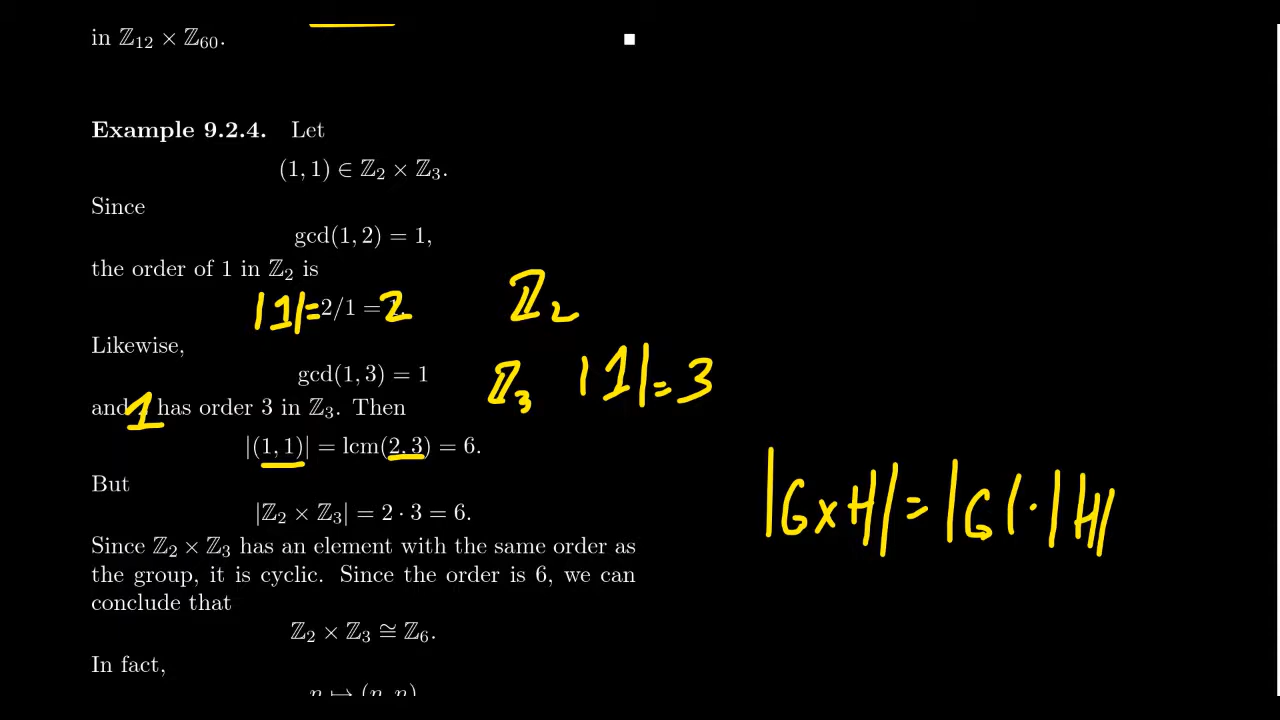 in ℤ₁₂ × ℤ₆₀.
Example 9.2.4. Let
(1, 1) ∈ ℤ₂ × ℤ₃.
Since
gcd(1, 2) = 1,
the order of 1 in ℤ₂ is
|1|= 2/1 = 2
ℤ₂
Likewise,
gcd(1, 3) = 1
ℤ₃ |1| = 3
and 1 has order 3 in ℤ₃. Then
|(1, 1)| = lcm(2, 3) = 6.
But
|ℤ₂ × ℤ₃| = 2 · 3 = 6.
|G×H| = |G|·|H|
Since ℤ₂ × ℤ₃ has an element with the same order as
the group, it is cyclic. Since the order is 6, we can
conclude that
ℤ₂ × ℤ₃ ≅ ℤ₆.
In fact,
n ↦ (n, n)